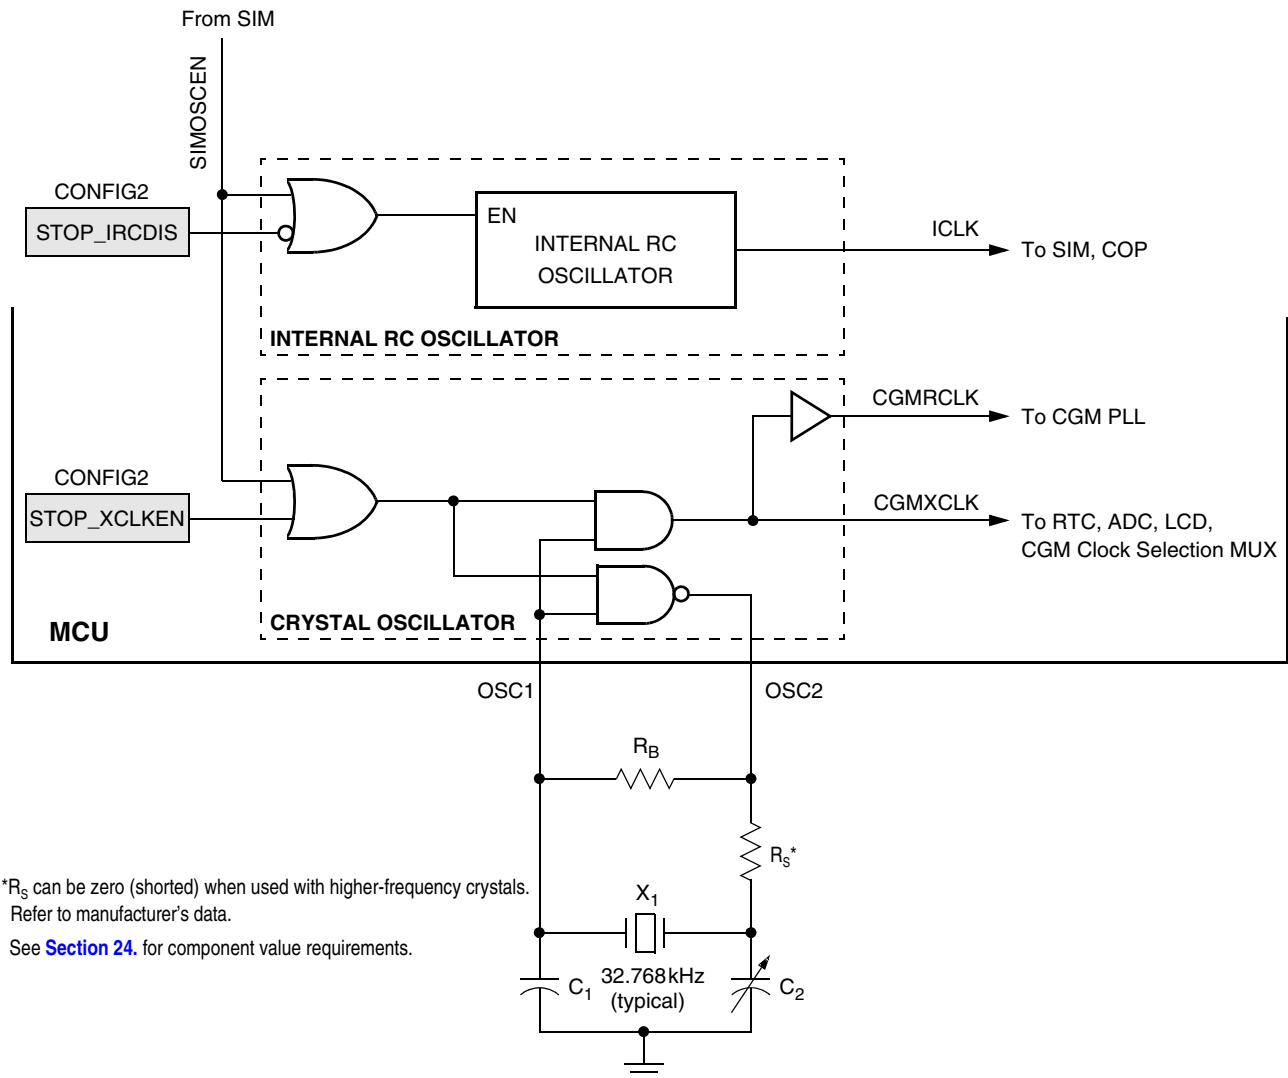 From SIM
SIMOSCEN
CONFIG2
STOP_IRCDIS
EN
INTERNAL RC
OSCILLATOR
ICLK
To SIM, COP
INTERNAL RC OSCILLATOR
CGMRCLK
To CGM PLL
CONFIG2
STOP_XCLKEN
CGMXCLK
To RTC, ADC, LCD,
CGM Clock Selection MUX
MCU
CRYSTAL OSCILLATOR
OSC1
OSC2
RB
RS*
*RS can be zero (shorted) when used with higher-frequency crystals.
Refer to manufacturer's data.
See Section 24. for component value requirements.
X1
32.768kHz
(typical)
C1
C2